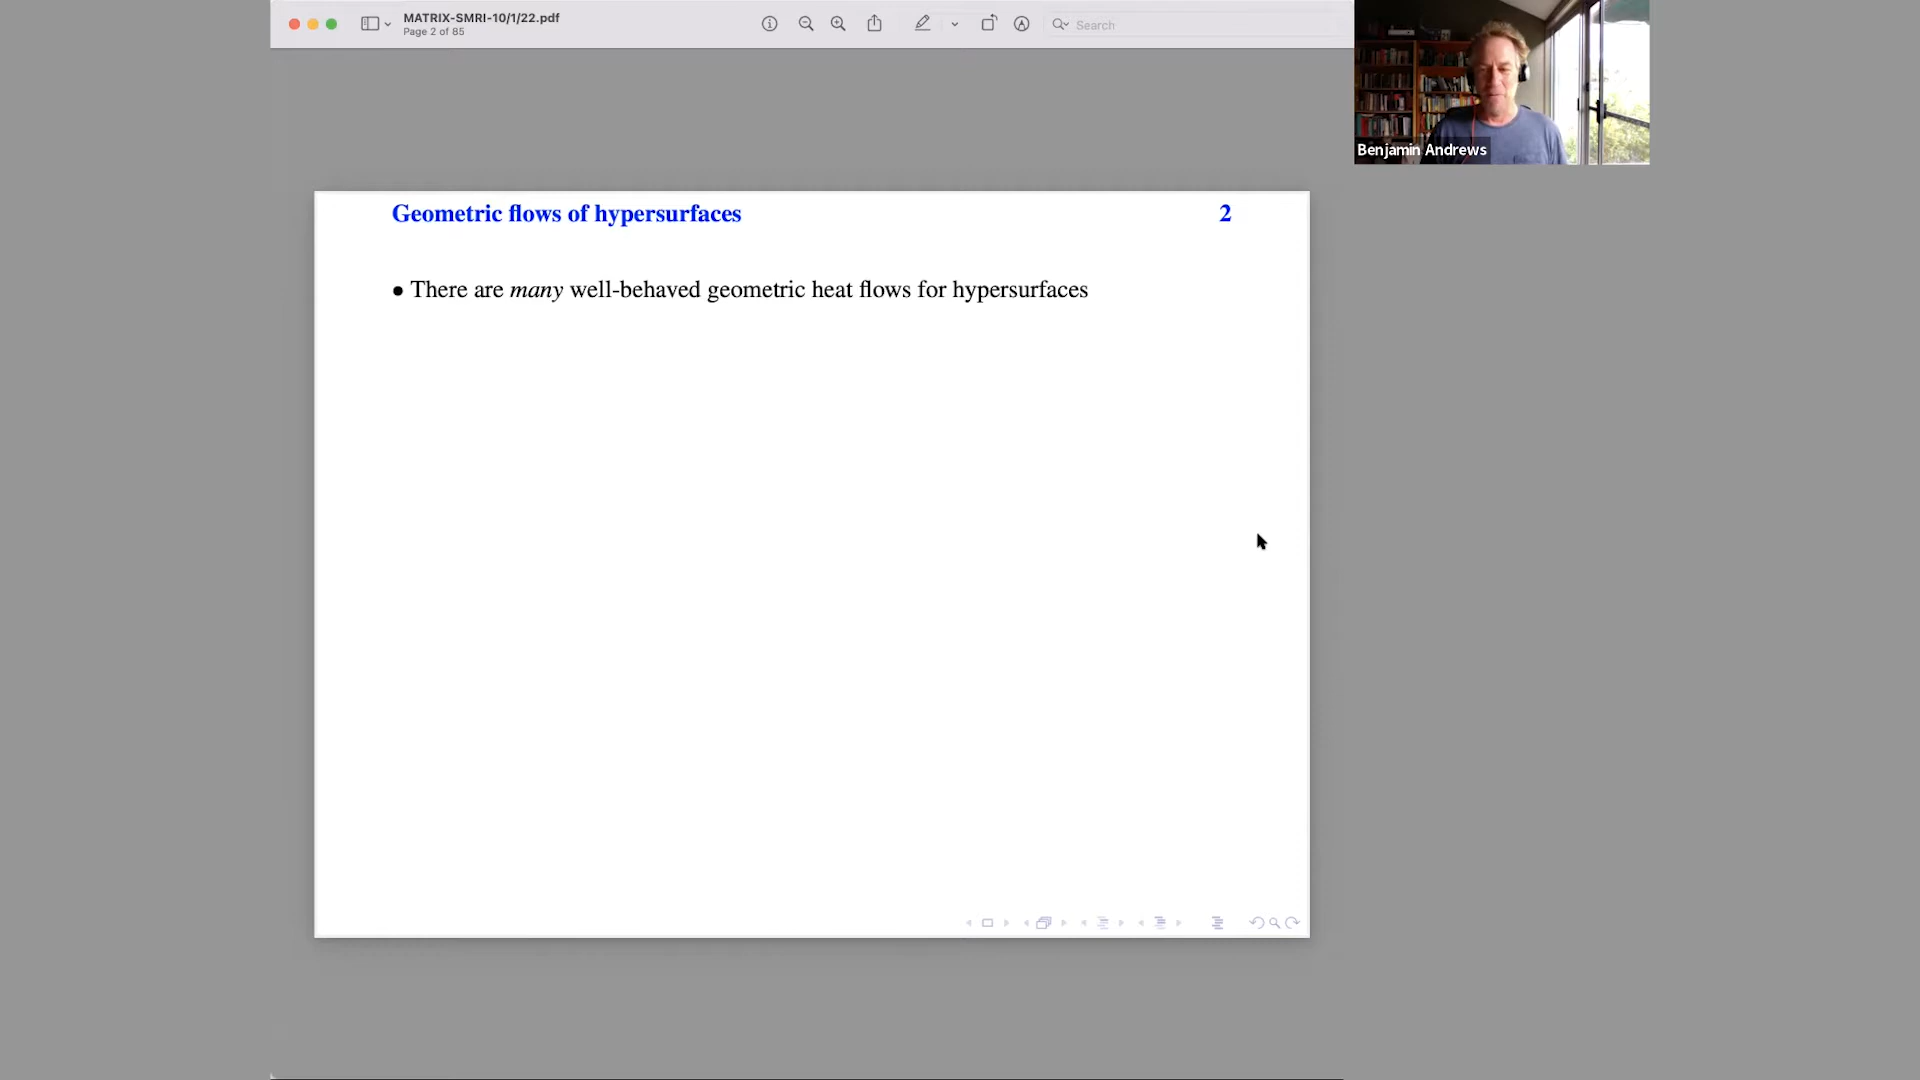 MATRIX-SMRI-10/1/22.pdf
Page 2 of 85
Search
Benjamin Andrews
Geometric flows of hypersurfaces 2
• There are many well-behaved geometric heat flows for hypersurfaces